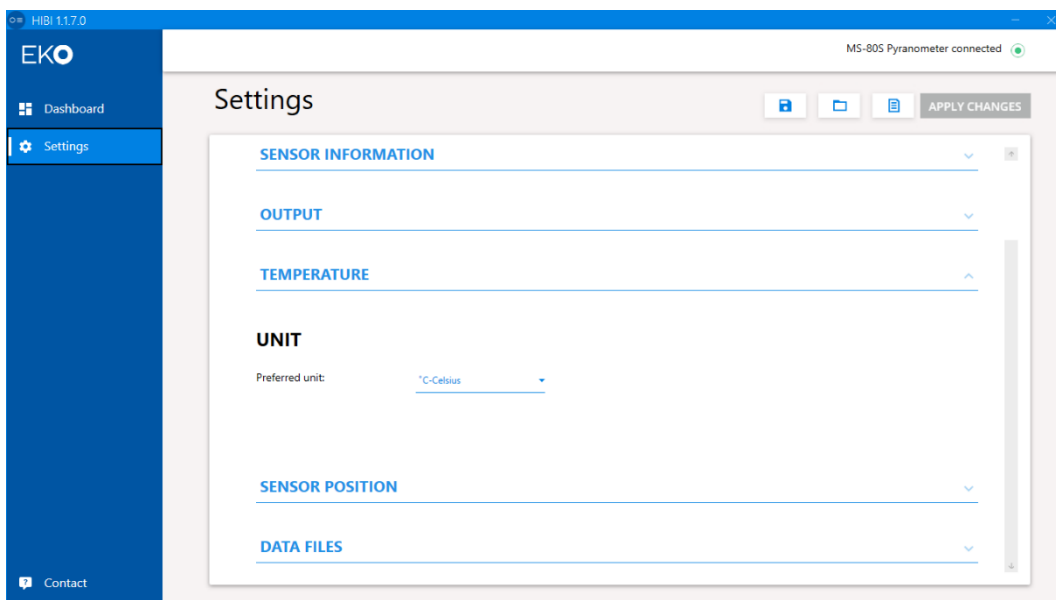 HIBI 1.1.7.0
EKO
MS-80S Pyranometer connected
Dashboard
Settings
Settings
APPLY CHANGES
SENSOR INFORMATION
OUTPUT
TEMPERATURE
UNIT
Preferred unit:
°C-Celsius
SENSOR POSITION
DATA FILES
Contact